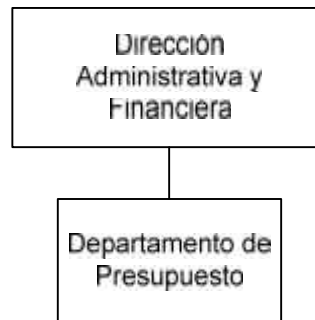 Dirección
Administrativa y
Financiera
Departamento de
Presupuesto